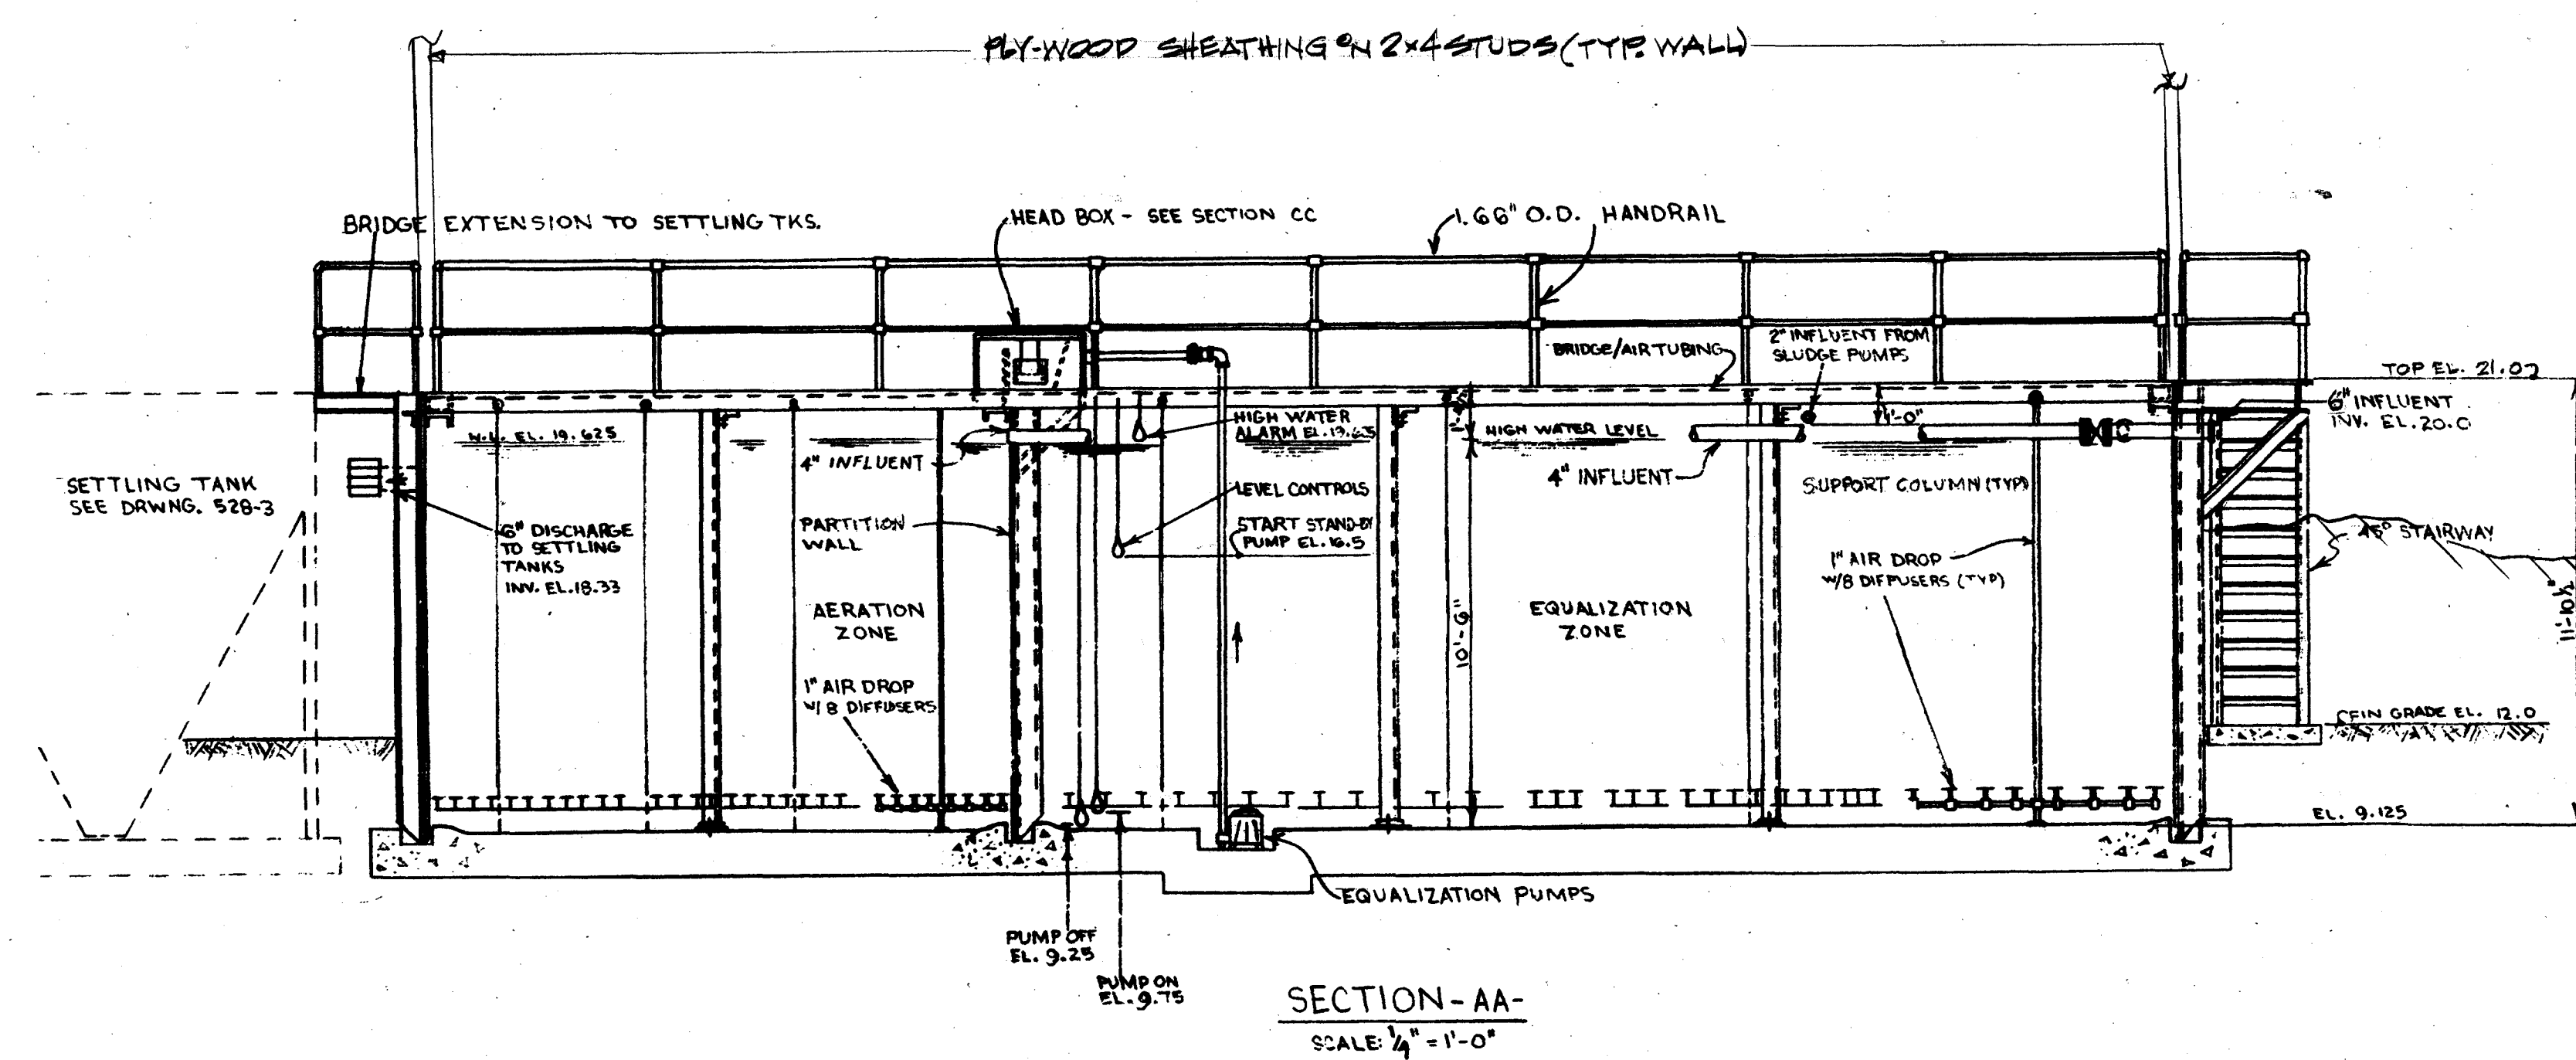 PLY-WOOD SHEATHING ON 2x4 STUDS (TYP. WALL)
BRIDGE EXTENSION TO SETTLING TKS.
HEAD BOX - SEE SECTION CC
1.66" O.D. HANDRAIL
2" INFLUENT FROM
SLUDGE PUMPS
BRIDGE/AIR TUBING
TOP EL. 21.0
6" INFLUENT
INV. EL. 20.0
1'-0"
W.L. EL. 19.625
HIGH WATER
ALARM EL.
HIGH WATER LEVEL
4" INFLUENT
4" INFLUENT
SETTLING TANK
SEE DRWNG. 528-3
LEVEL CONTROLS
SUPPORT COLUMN (TYP)
6" DISCHARGE
TO SETTLING
TANKS
INV. EL. 18.33
PARTITION
WALL
START STAND-BY
PUMP EL. 16.5
45° STAIRWAY
1" AIR DROP
W/8 DIFFUSERS (TYP)
AERATION
ZONE
EQUALIZATION
ZONE
10'-6"
11'-10½"
1" AIR DROP
W/8 DIFFUSERS
FIN GRADE EL. 12.0
EL. 9.125
EQUALIZATION PUMPS
PUMP OFF
EL. 9.25
PUMP ON
EL. 9.75
SECTION-AA-
SCALE: ¼" = 1'-0"